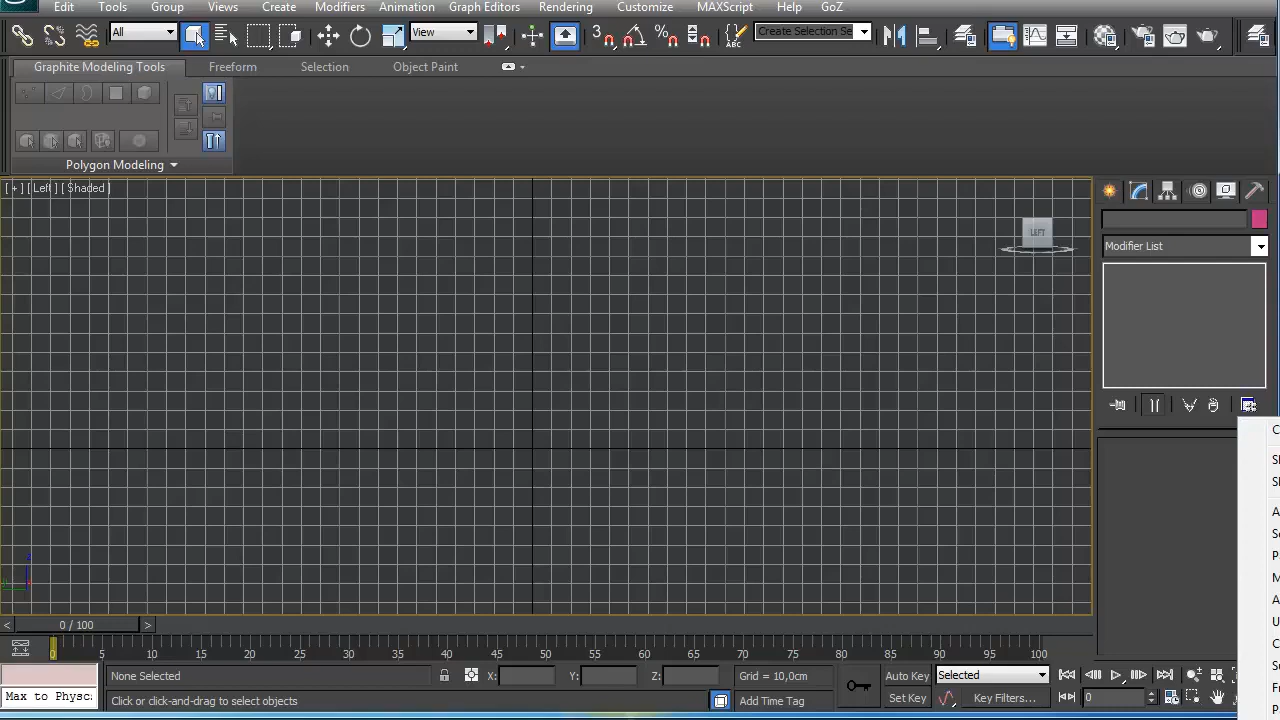 Edit Tools Group Views Create Modifiers Animation Graph Editors Rendering Customize MAXScript Help GoZ
All View 3 Create Selection Se
Graphite Modeling Tools Freeform Selection Object Paint
Polygon Modeling
[ + ] [ Left ] [ Shaded ]
LEFT
Modifier List
0 / 100
0 5 10 15 20 25 30 35 40 45 50 55 60 65 70 75 80 85 90 95 100
None Selected X: Y: Z: Grid = 10,0cm Auto Key Selected
Max to Physc:
Click or click-and-drag to select objects Add Time Tag Set Key Key Filters... 0